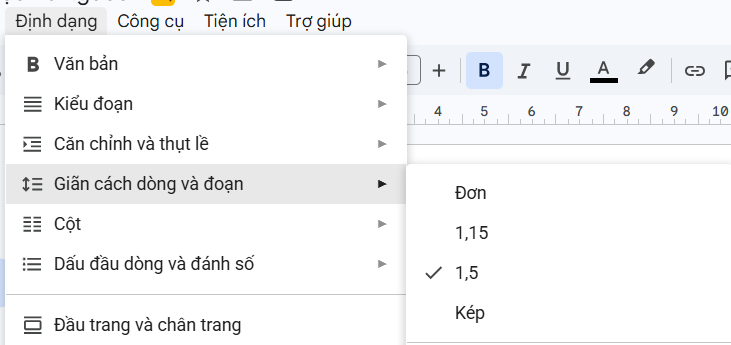 Định dạng Công cụ Tiện ích Trợ giúp
B Văn bản
Kiểu đoạn
Căn chỉnh và thụt lề
Giãn cách dòng và đoạn
Cột
Dấu đầu dòng và đánh số
Đầu trang và chân trang
+ B I U A
4 5 6 7 8 9 10
Đơn
1,15
1,5
Kép